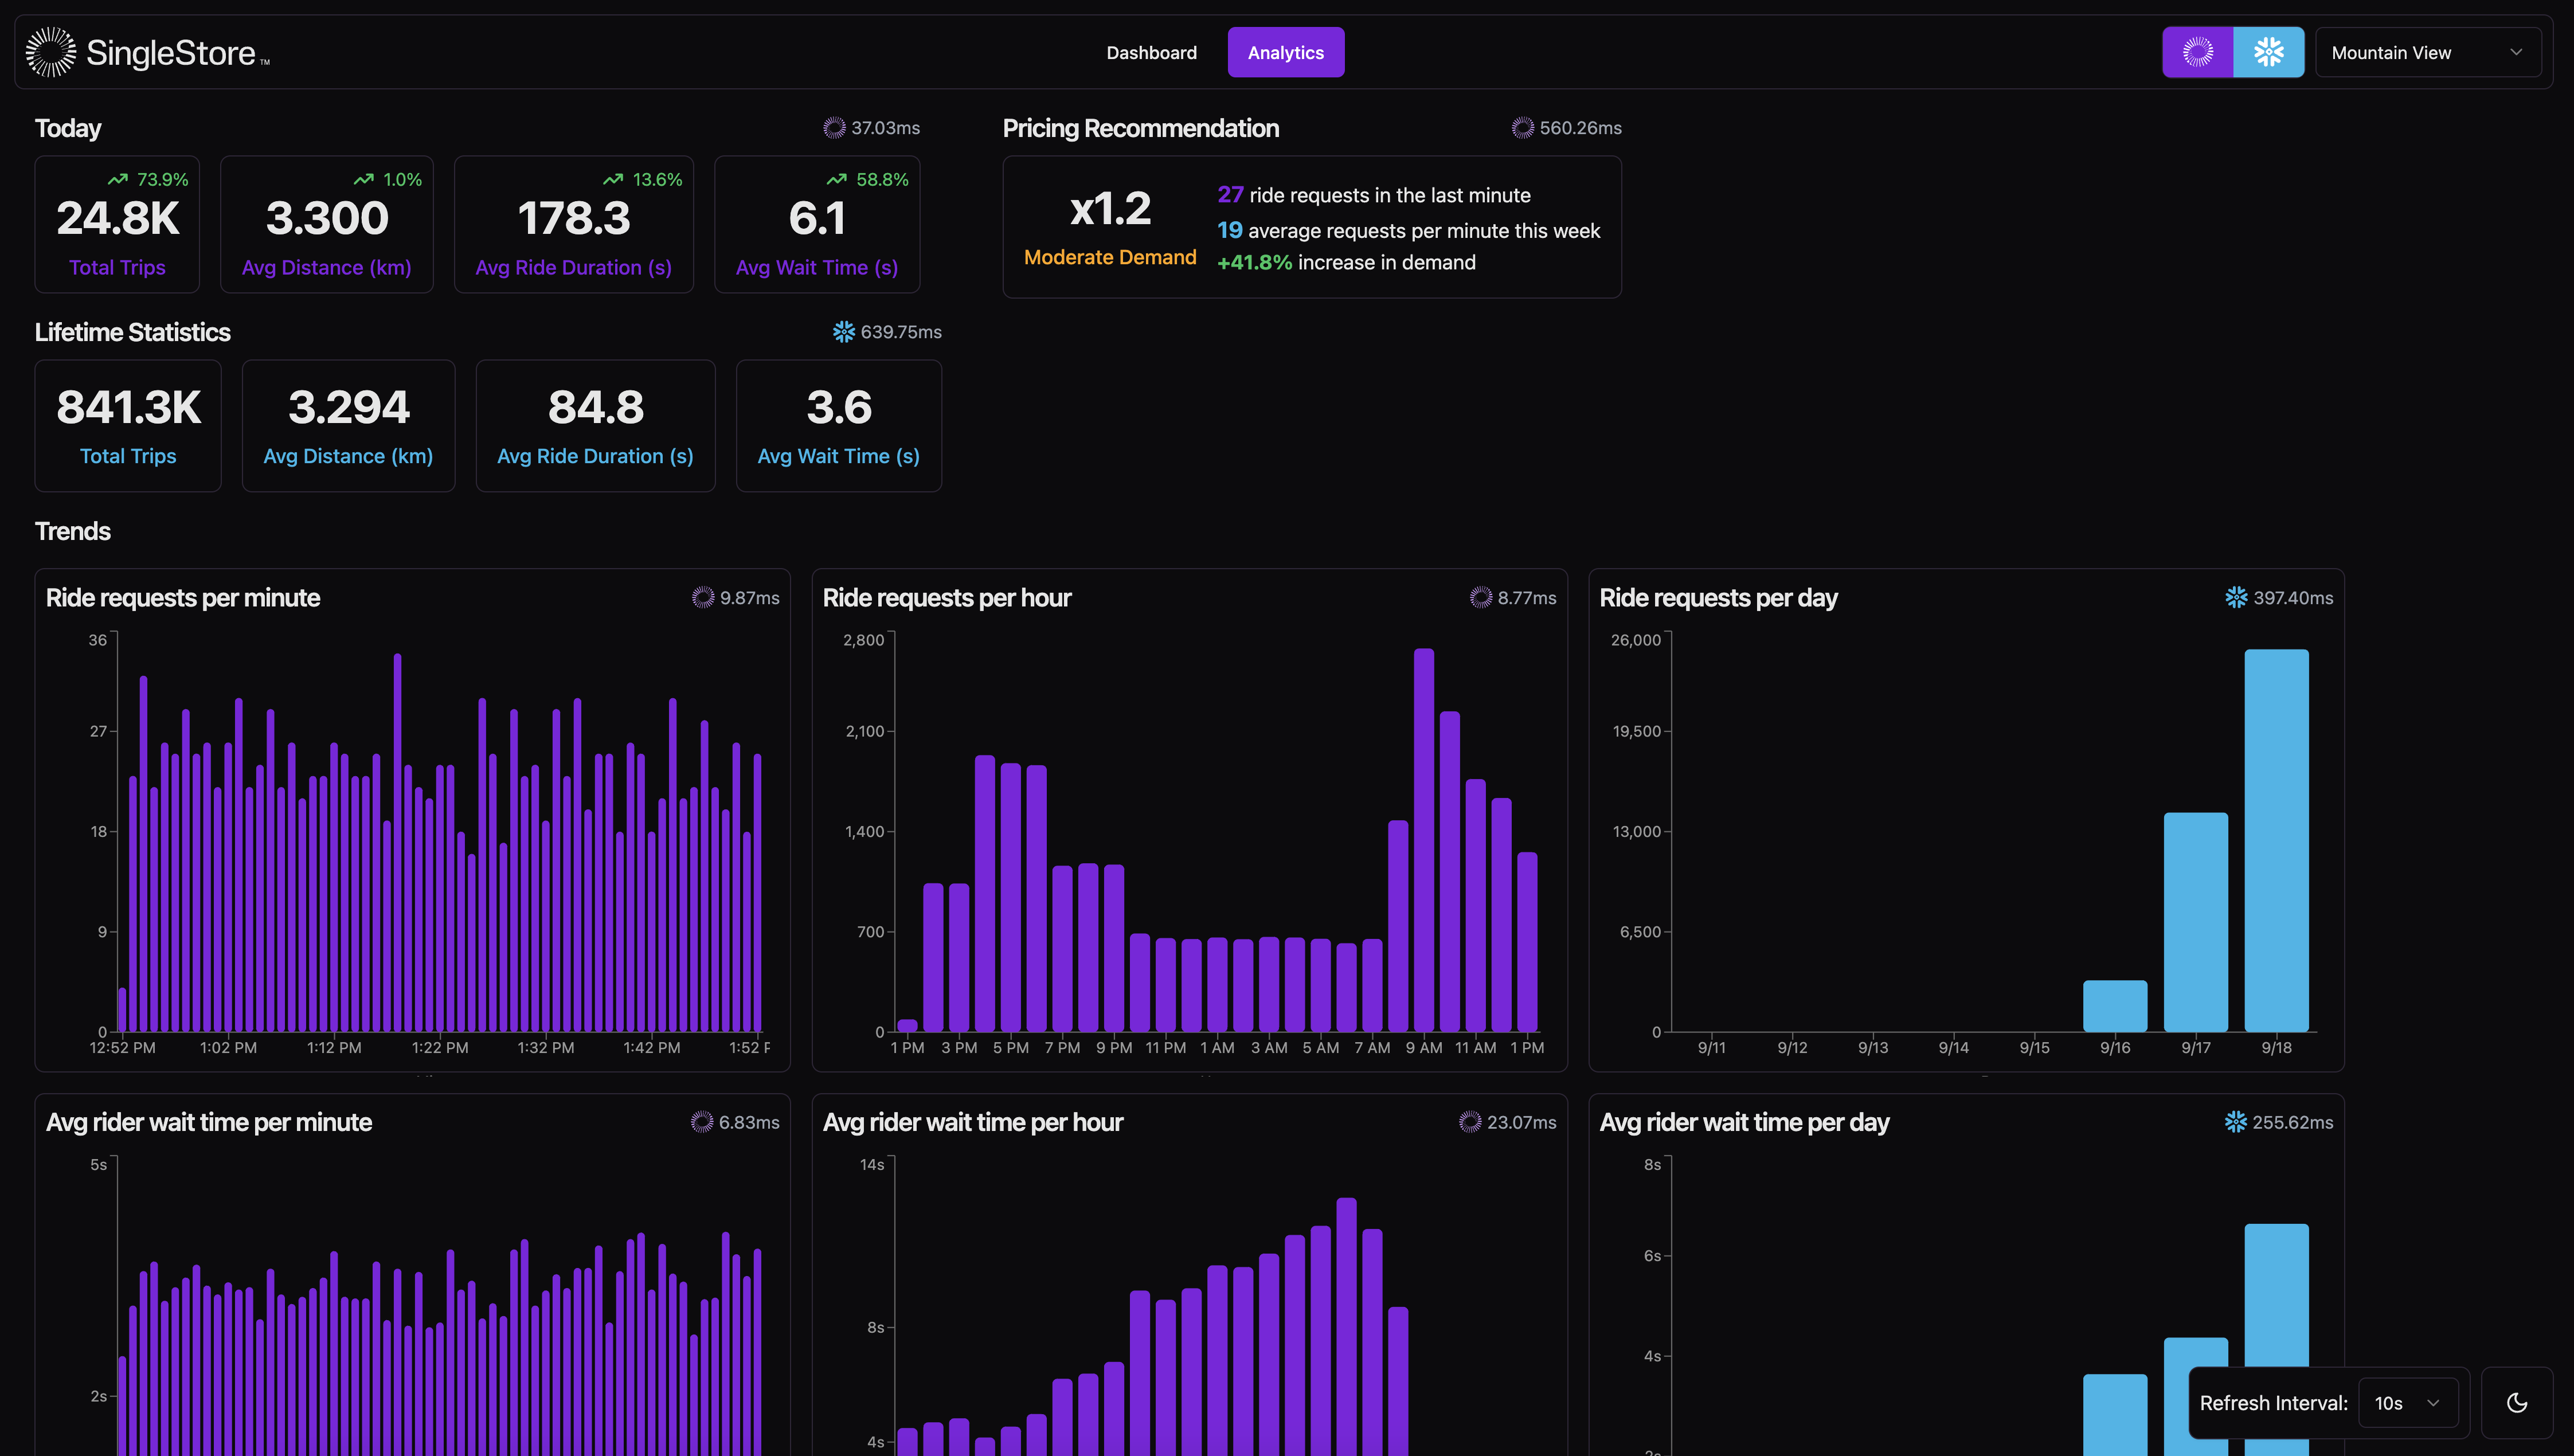 SingleStore™
Dashboard
Analytics
Mountain View
Today
37.03ms
73.9%
24.8K
Total Trips
1.0%
3.300
Avg Distance (km)
13.6%
178.3
Avg Ride Duration (s)
58.8%
6.1
Avg Wait Time (s)
Pricing Recommendation
560.26ms
x1.2
Moderate Demand
27 ride requests in the last minute
19 average requests per minute this week
+41.8% increase in demand
Lifetime Statistics
639.75ms
841.3K
Total Trips
3.294
Avg Distance (km)
84.8
Avg Ride Duration (s)
3.6
Avg Wait Time (s)
Trends
Ride requests per minute
9.87ms
36
27
18
9
0
12:52 PM 1:02 PM 1:12 PM 1:22 PM 1:32 PM 1:42 PM 1:52 P
Ride requests per hour
8.77ms
2,800
2,100
1,400
700
0
1 PM 3 PM 5 PM 7 PM 9 PM 11 PM 1 AM 3 AM 5 AM 7 AM 9 AM 11 AM 1 PM
Ride requests per day
397.40ms
26,000
19,500
13,000
6,500
0
9/11 9/12 9/13 9/14 9/15 9/16 9/17 9/18
Avg rider wait time per minute
6.83ms
5s
2s
Avg rider wait time per hour
23.07ms
14s
8s
4s
Avg rider wait time per day
255.62ms
8s
6s
4s
Refresh Interval:
10s